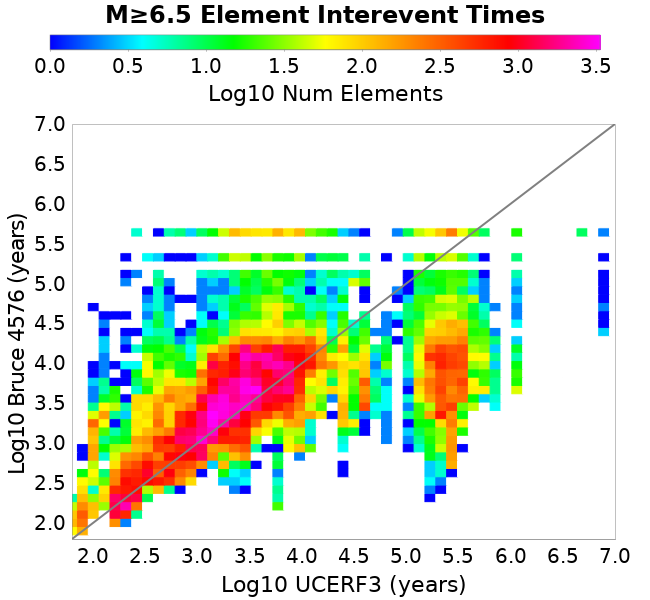 M≥6.5 Element Interevent Times
0.0 0.5 1.0 1.5 2.0 2.5 3.0 3.5
Log10 Num Elements
7.0
6.5
6.0
5.5
5.0
4.5
4.0
3.5
3.0
2.5
2.0
Log10 Bruce 4576 (years)
2.0 2.5 3.0 3.5 4.0 4.5 5.0 5.5 6.0 6.5 7.0
Log10 UCERF3 (years)